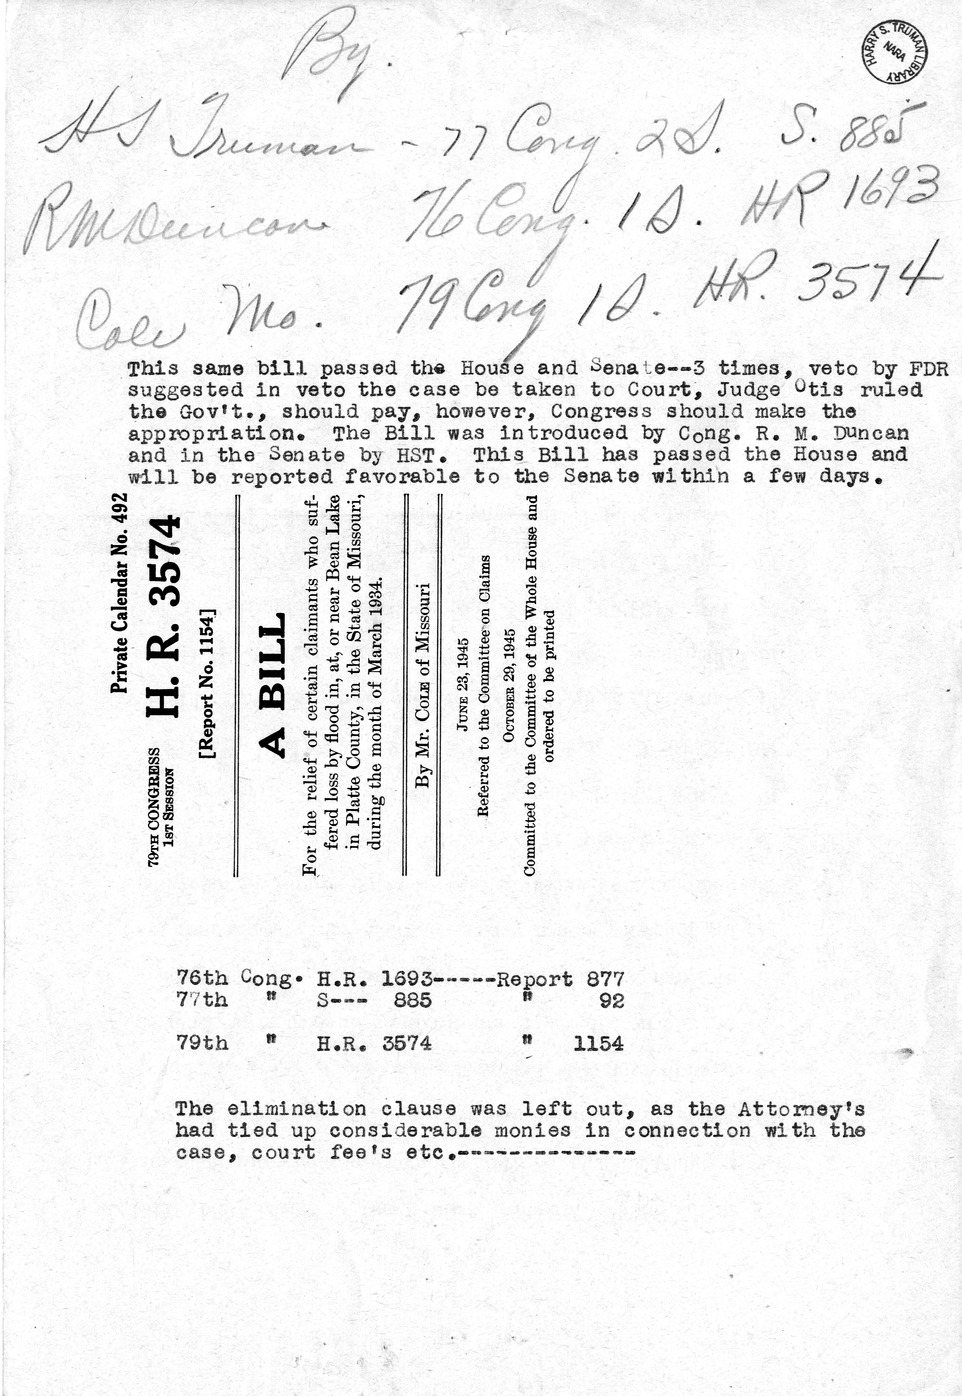 By.
HARRY S. TRUMAN LIBRARY
NARA
H S Truman - 77 Cong. 2 S. S. 885
R M Duncan 76 Cong. 1 S. HR 1693
Cole Mo. 79 Cong 1 S. HR. 3574
This same bill passed the House and Senate--3 times, veto by FDR
suggested in veto the case be taken to Court, Judge Otis ruled
the Gov't., should pay, however, Congress should make the
appropriation. The Bill was introduced by Cong. R. M. Duncan
and in the Senate by HST. This Bill has passed the House and
will be reported favorable to the Senate within a few days.
Private Calendar No. 492
79TH CONGRESS
1ST SESSION
H. R. 3574
[Report No. 1154]
A BILL
For the relief of certain claimants who suf-
fered loss by flood in, at, or near Bean Lake
in Platte County, in the State of Missouri,
during the month of March 1934.
By Mr. COLE of Missouri
JUNE 23, 1945
Referred to the Committee on Claims
OCTOBER 29, 1945
Committed to the Committee of the Whole House and
ordered to be printed
76th Cong. H.R. 1693-----Report 877
77th " S--- 885 " 92
79th " H.R. 3574 " 1154
The elimination clause was left out, as the Attorney's
had tied up considerable monies in connection with the
case, court fee's etc.--------------